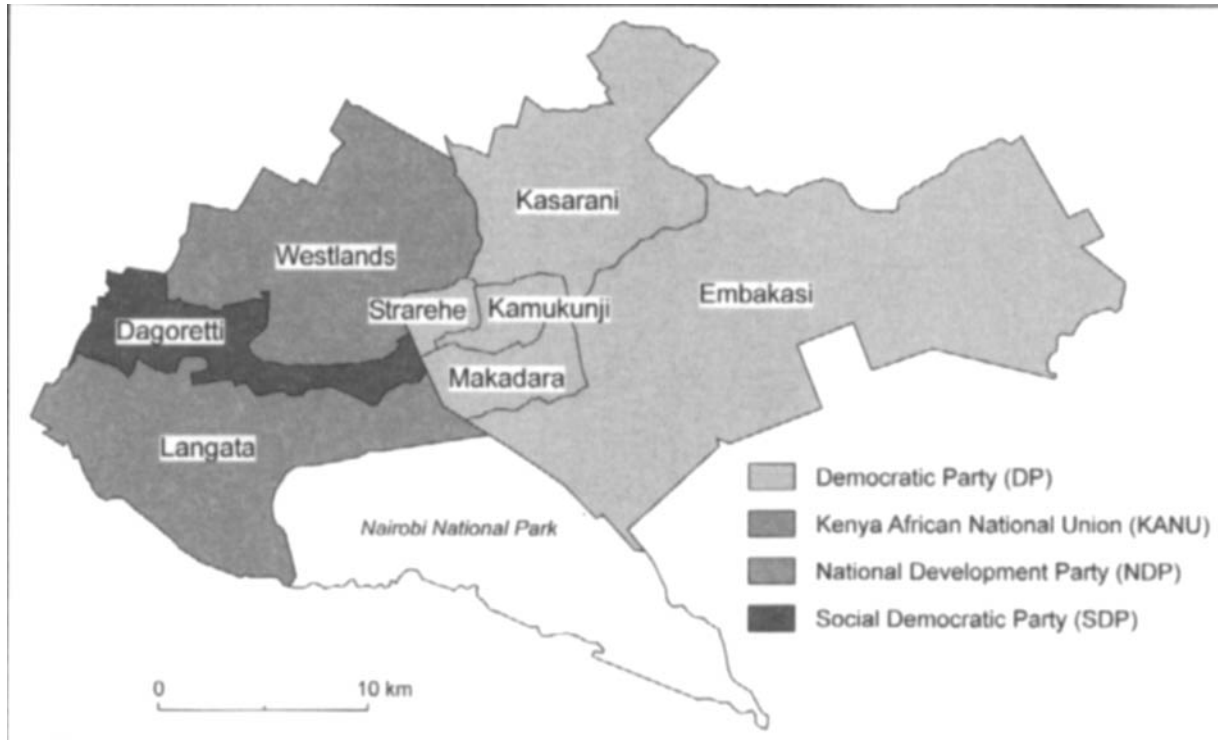 Kasarani
Westlands
Embakasi
Strarehe
Kamukunji
Dagoretti
Makadara
Langata
Nairobi National Park
Democratic Party (DP)
Kenya African National Union (KANU)
National Development Party (NDP)
Social Democratic Party (SDP)
0 10 km